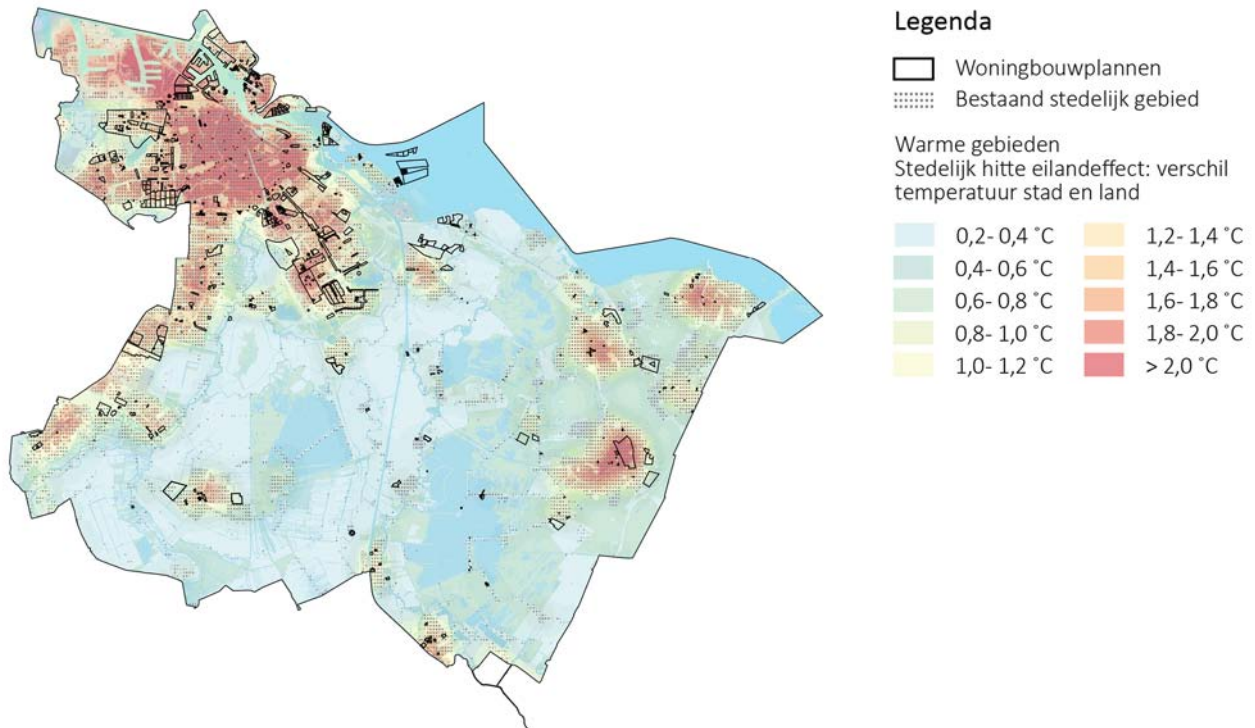 Legenda
Woningbouwplannen
Bestaand stedelijk gebied
Warme gebieden
Stedelijk hitte eilandeffect: verschil
temperatuur stad en land
0,2- 0,4 ˚C
0,4- 0,6 ˚C
0,6- 0,8 ˚C
0,8- 1,0 ˚C
1,0- 1,2 ˚C
1,2- 1,4 ˚C
1,4- 1,6 ˚C
1,6- 1,8 ˚C
1,8- 2,0 ˚C
> 2,0 ˚C